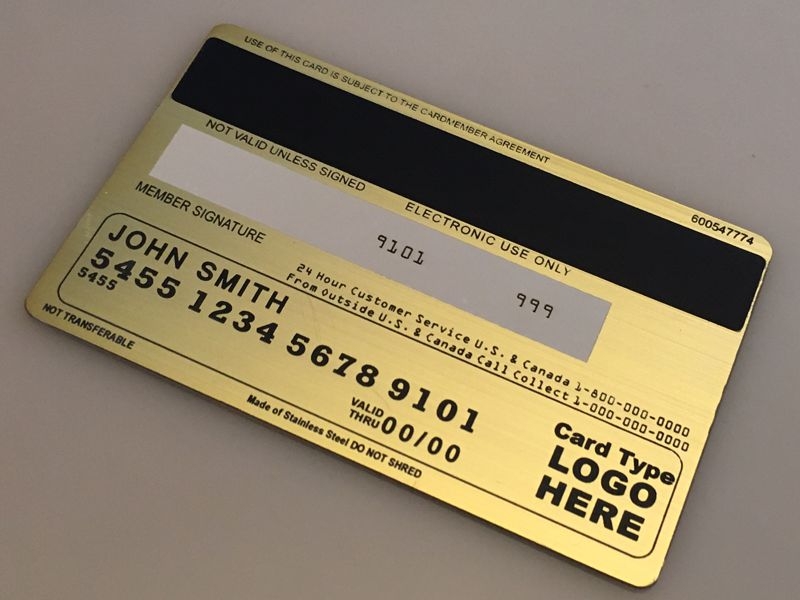 USE OF THIS CARD IS SUBJECT TO THE CARDMEMBER AGREEMENT
600547774
NOT VALID UNLESS SIGNED
ELECTRONIC USE ONLY
9101
999
MEMBER SIGNATURE
24 Hour Customer Service U.S. & Canada 1-800-000-0000
From Outside U.S. & Canada Call Collect 1-000-000-0000
JOHN SMITH
5455 1234 5678 9101
5455
VALID
THRU 00/00
Card Type
LOGO
HERE
NOT TRANSFERABLE
Made of Stainless Steel DO NOT SHRED